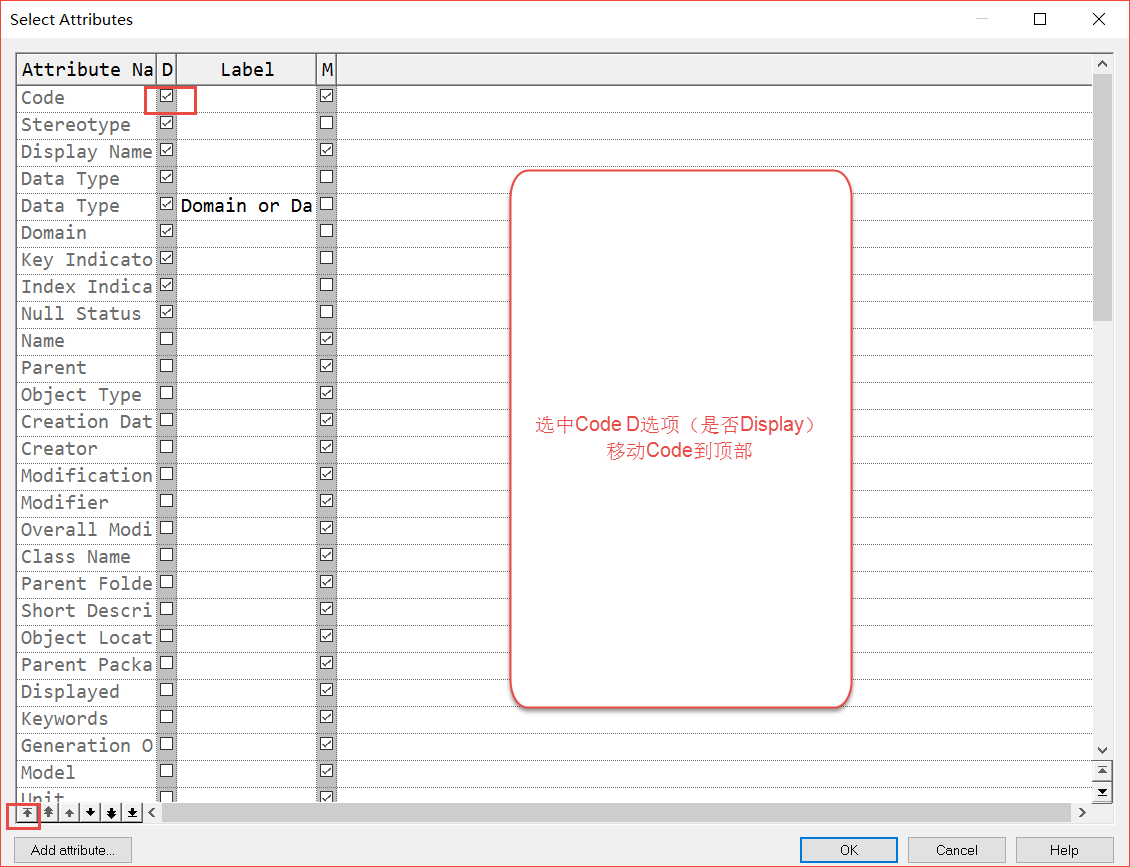 Select Attributes
Attribute Na D Label M
Code
Stereotype
Display Name
Data Type
Data Type Domain or Da
Domain
Key Indicato
Index Indica
Null Status
Name
Parent
Object Type
Creation Dat
Creator
Modification
Modifier
Overall Modi
Class Name
Parent Folde
Short Descri
Object Locat
Parent Packa
Displayed
Keywords
Generation O
Model
Unit
选中Code D选项（是否Display）
移动Code到顶部
Add attribute...
OK
Cancel
Help